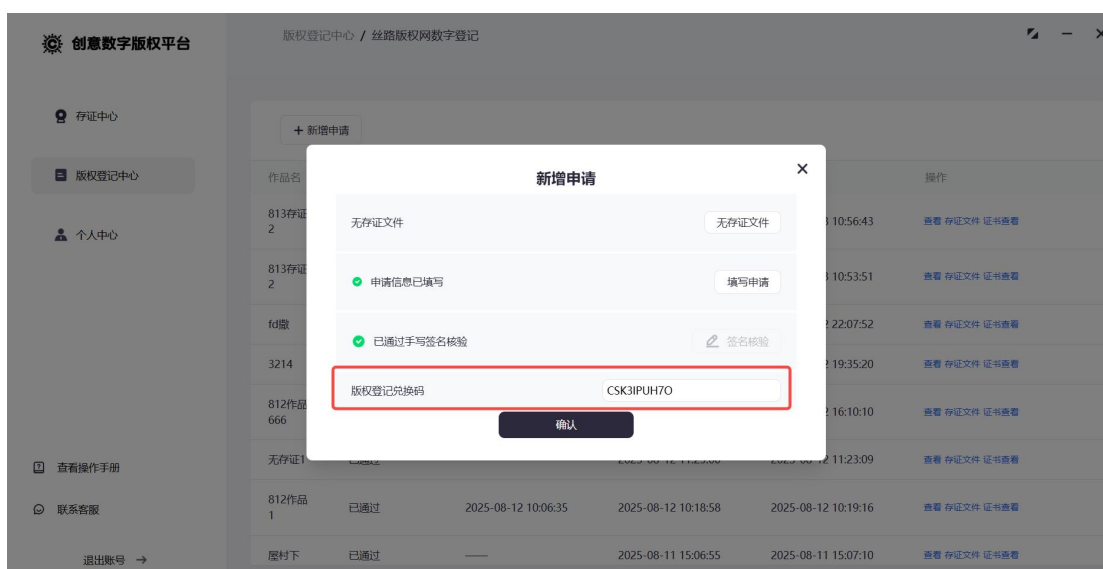 创意数字版权平台
版权登记中心 / 丝路版权网数字登记
存证中心
版权登记中心
个人中心
查看操作手册
联系客服
退出账号 →
+ 新增申请
作品名
操作
新增申请
无存证文件
无存证文件
申请信息已填写
填写申请
已通过手写签名核验
签名核验
版权登记兑换码
CSK3IPUH7O
确认
813存证
2
10:56:43
查看 存证文件 证书查看
813存证
2
10:53:51
查看 存证文件 证书查看
fd撒
22:07:52
查看 存证文件 证书查看
3214
19:35:20
查看 存证文件 证书查看
812作品
666
16:10:10
查看 存证文件 证书查看
无存证1
11:23:09
查看 存证文件 证书查看
812作品
1
已通过
2025-08-12 10:06:35
2025-08-12 10:18:58
2025-08-12 10:19:16
查看 存证文件 证书查看
屋村下
已通过
——
2025-08-11 15:06:55
2025-08-11 15:07:10
查看 存证文件 证书查看